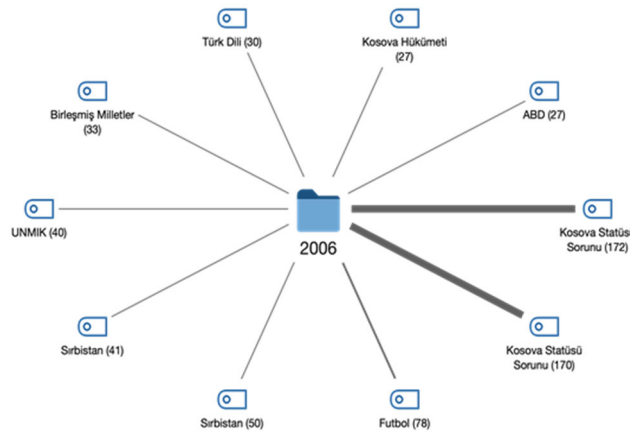 Türk Dili (30)
Kosova Hükümeti
(27)
Birleşmiş Milletler
(33)
ABD (27)
UNMIK (40)
Kosova Statüsü
Sorunu (172)
2006
Sırbistan (41)
Kosova Statüsü
Sorunu (170)
Sırbistan (50)
Futbol (78)